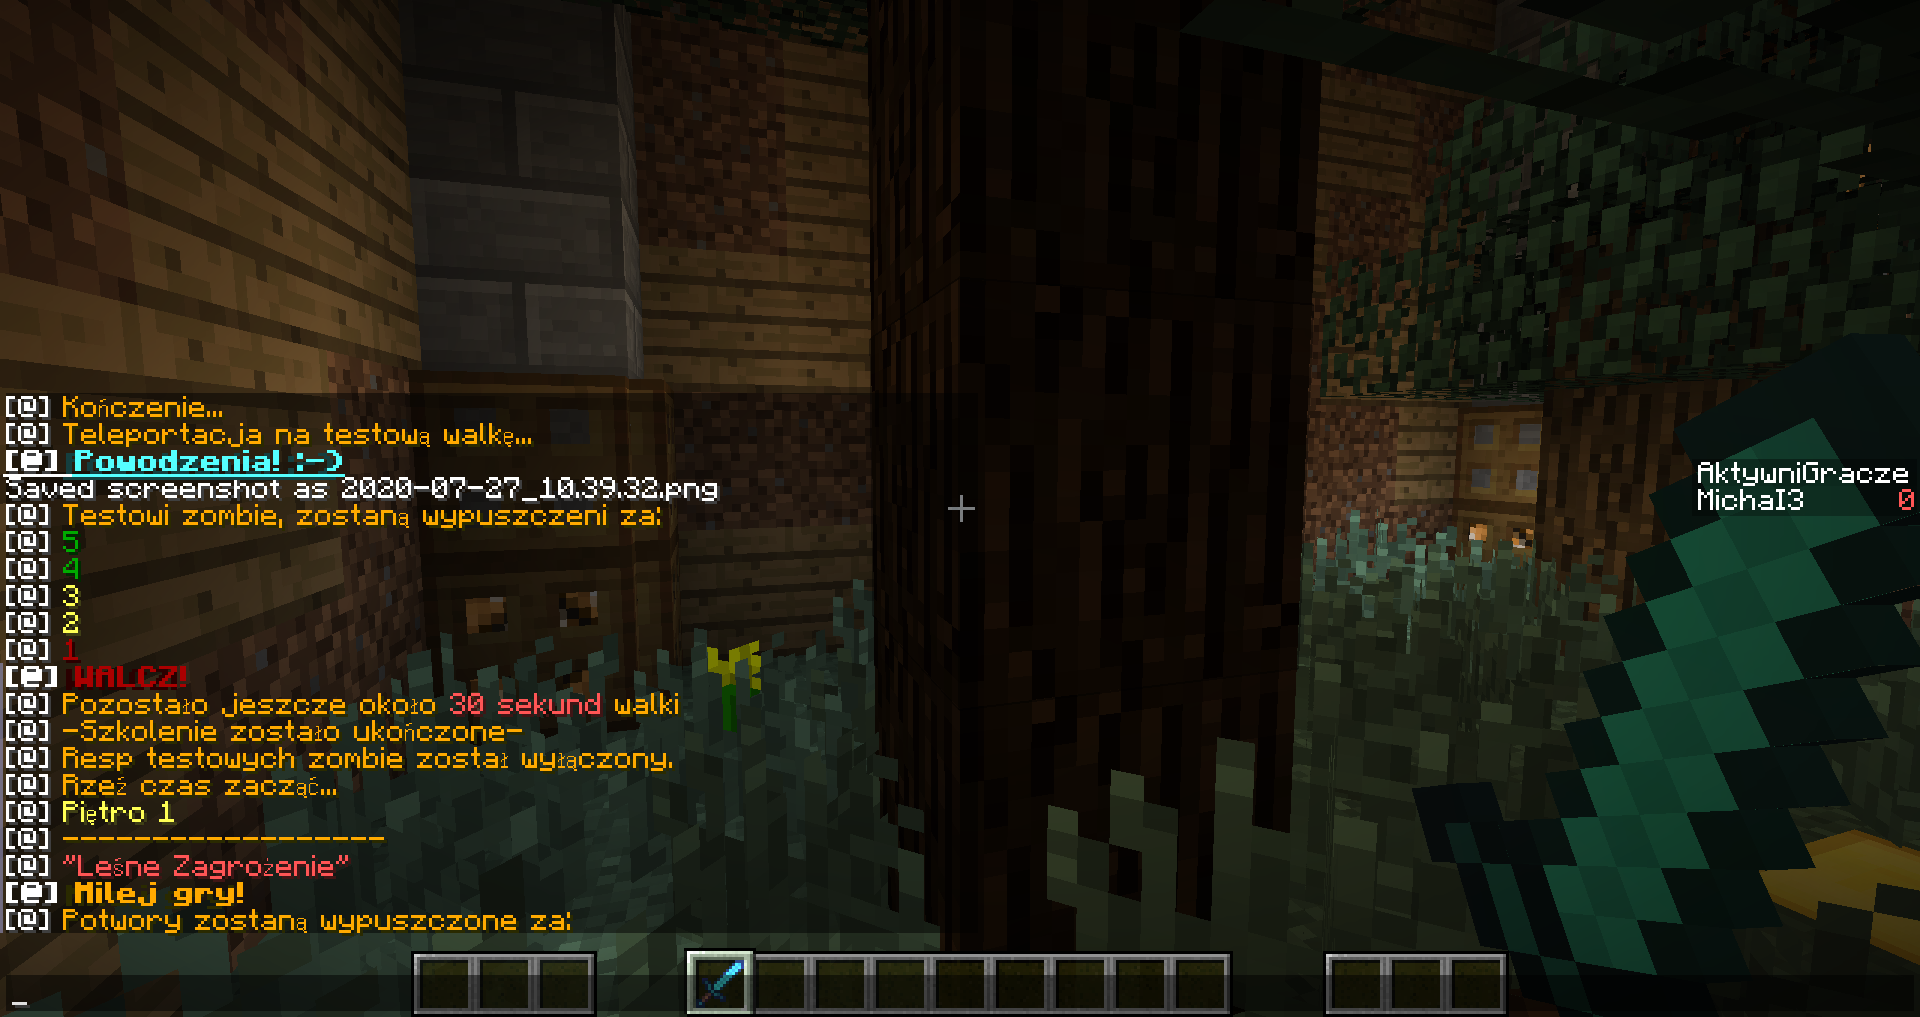 [@] Kończenie...
[@] Teleportacja na testową walkę...
[@] Powodzenia! :-)
Saved screenshot as 2020-07-27_10.39.32.png
[@] Testowi zombie, zostaną wypuszczeni za:
[@] 5
[@] 4
[@] 3
[@] 2
[@] 1
[@] WALCZ!
[@] Pozostało jeszcze około 30 sekund walki
[@] -Szkolenie zostało ukończone-
[@] Resp testowych zombie został wyłączony.
[@] Rzeź czas zacząć...
[@] Piętro 1
[@] ------------------
[@] "Leśne Zagrożenie"
[@] Milej gry!
[@] Potwory zostaną wypuszczone za:
_
AktywniGracze
MichaI3 0